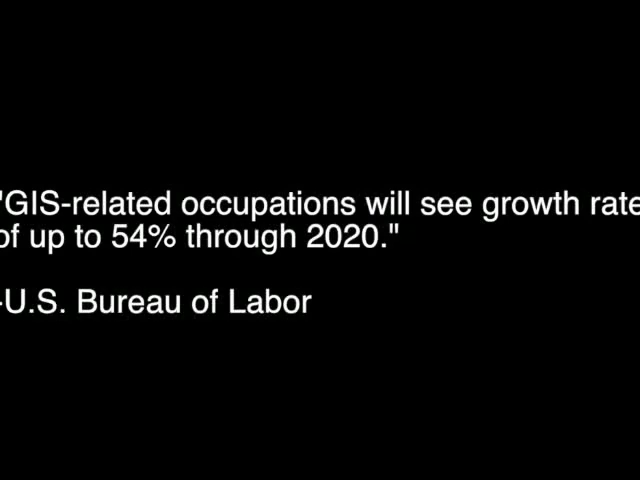 "GIS-related occupations will see growth rate
of up to 54% through 2020."
-U.S. Bureau of Labor